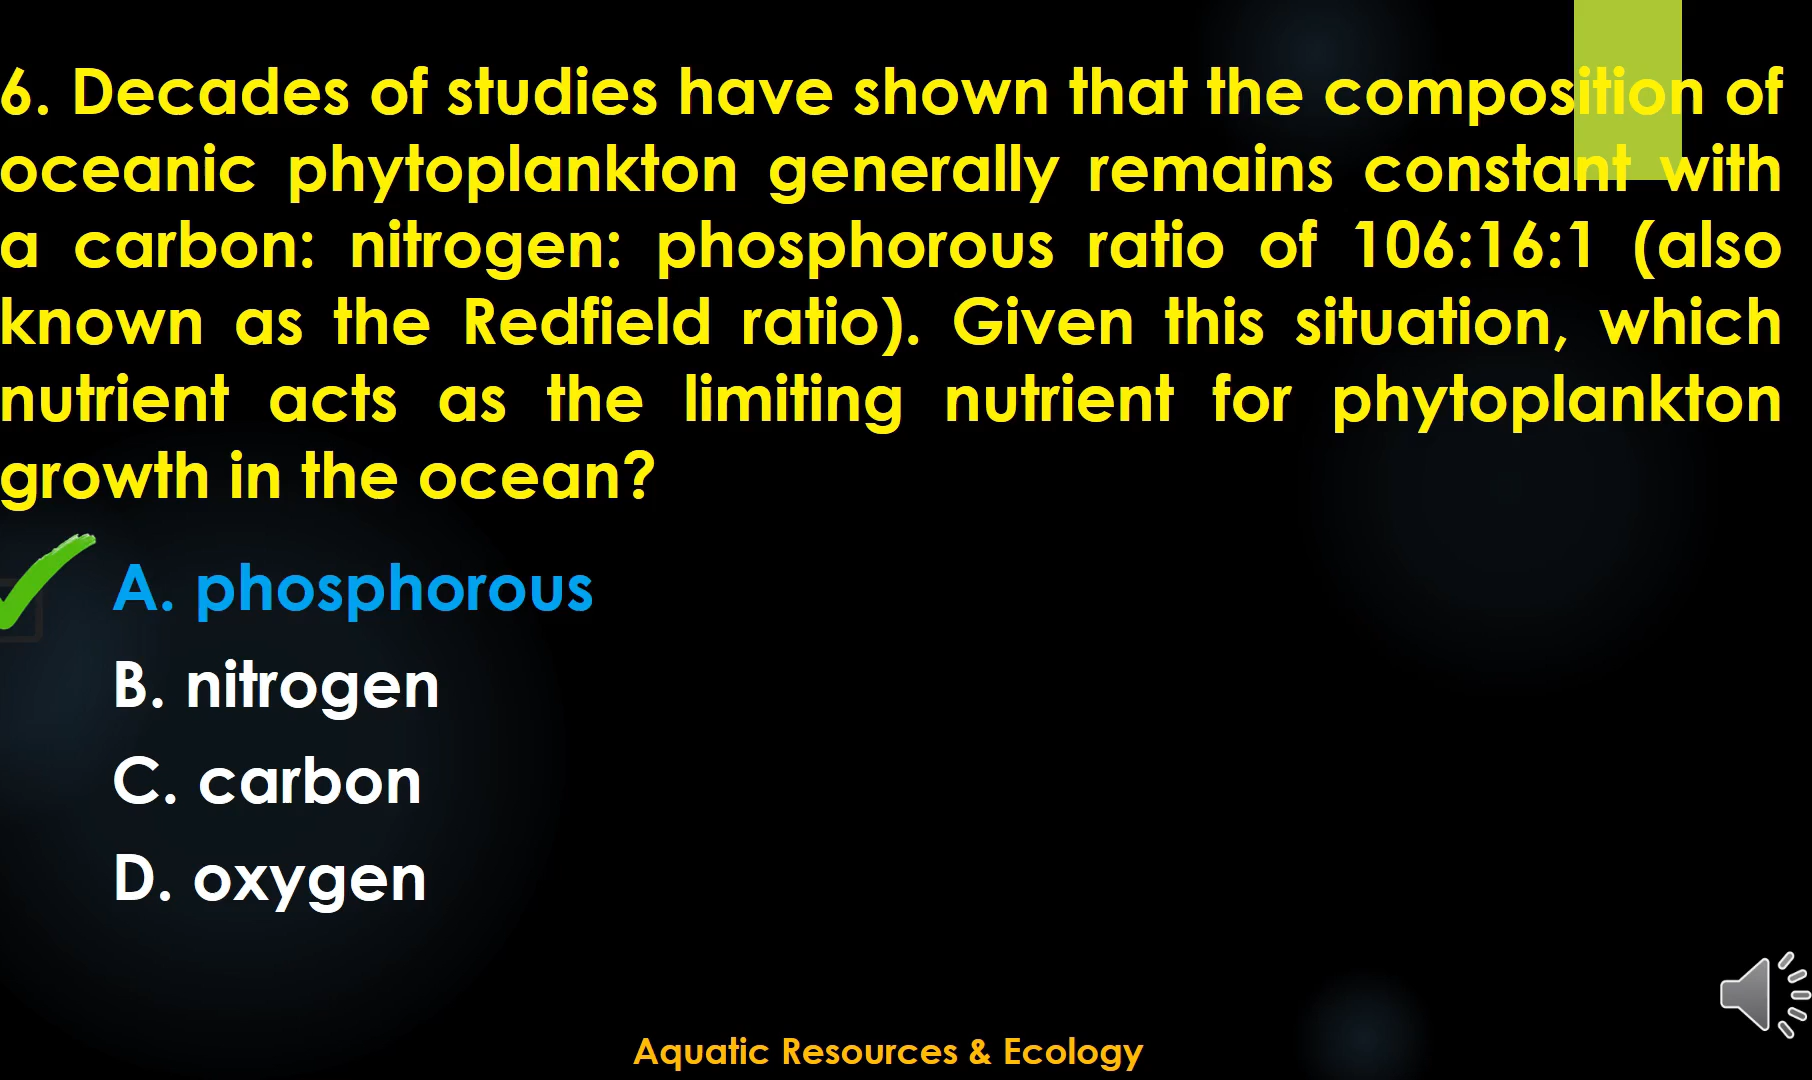 6. Decades of studies have shown that the composition of
oceanic phytoplankton generally remains constant with
a carbon: nitrogen: phosphorous ratio of 106:16:1 (also
known as the Redfield ratio). Given this situation, which
nutrient acts as the limiting nutrient for phytoplankton
growth in the ocean?
A. phosphorous
B. nitrogen
C. carbon
D. oxygen
Aquatic Resources & Ecology